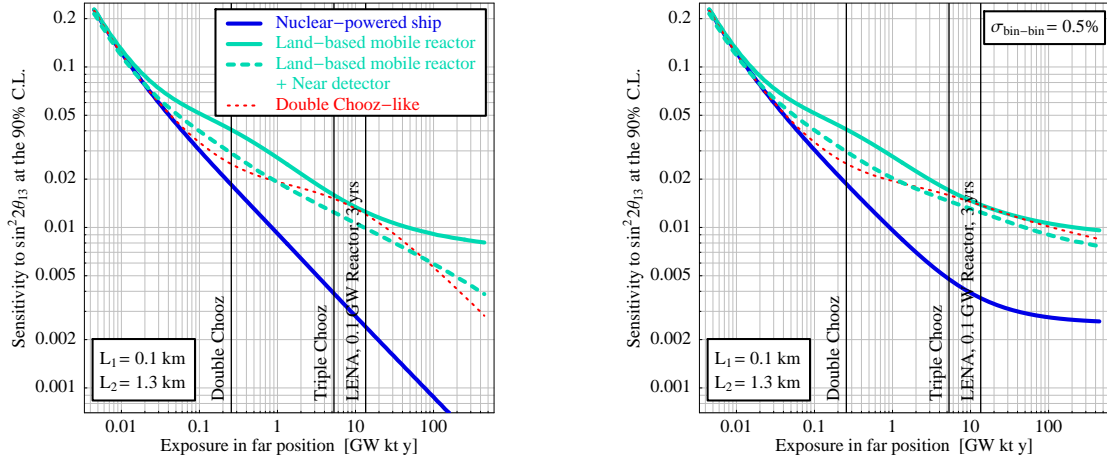 Nuclear−powered ship
Land−based mobile reactor
Land−based mobile reactor
+ Near detector
Double Chooz−like
Sensitivity to sin² 2θ₁₃ at the 90% C.L.
0.2
0.1
0.05
0.02
0.01
0.005
0.002
0.001
Double Chooz
Triple Chooz
LENA, 0.1 GW Reactor, 3 yrs
L₁ = 0.1 km
L₂ = 1.3 km
0.01 0.1 1 10 100
Exposure in far position [GW kt y]
σbin−bin = 0.5%
Sensitivity to sin² 2θ₁₃ at the 90% C.L.
0.2
0.1
0.05
0.02
0.01
0.005
0.002
0.001
Double Chooz
Triple Chooz
LENA, 0.1 GW Reactor, 3 yrs
L₁ = 0.1 km
L₂ = 1.3 km
0.01 0.1 1 10 100
Exposure in far position [GW kt y]